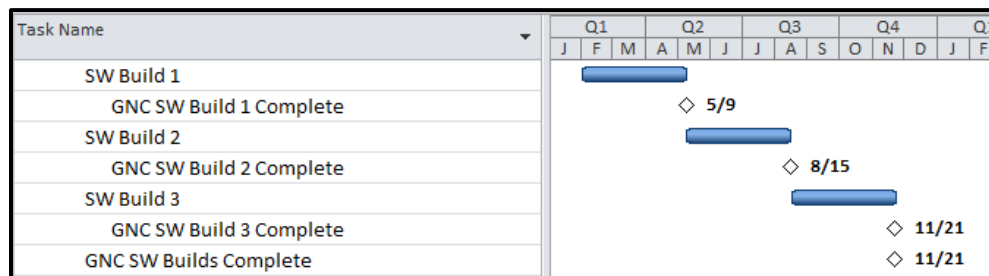 Task Name
Q1 Q2 Q3 Q4
J F M A M J J A S O N D J F
SW Build 1
GNC SW Build 1 Complete 5/9
SW Build 2
GNC SW Build 2 Complete 8/15
SW Build 3
GNC SW Build 3 Complete 11/21
GNC SW Builds Complete 11/21